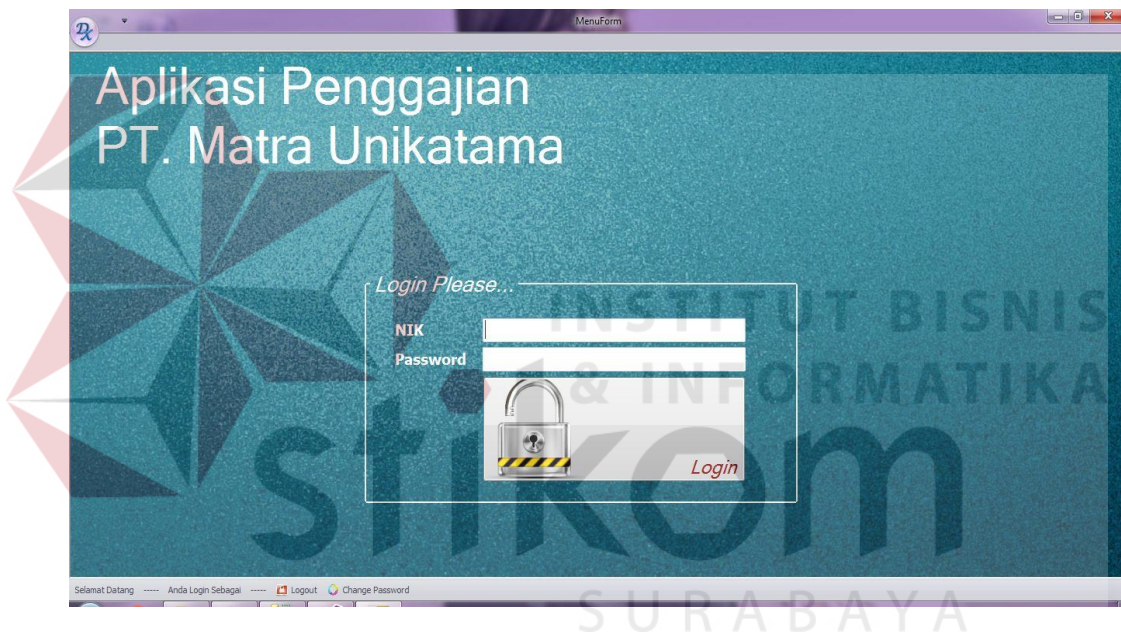 MenuForm
Aplikasi Penggajian
PT. Matra Unikatama
Login Please...
NIK
Password
Login
INSTITUT BISNIS
& INFORMATIKA
stikom
SURABAYA
Selamat Datang ----- Anda Login Sebagai ----- Logout Change Password